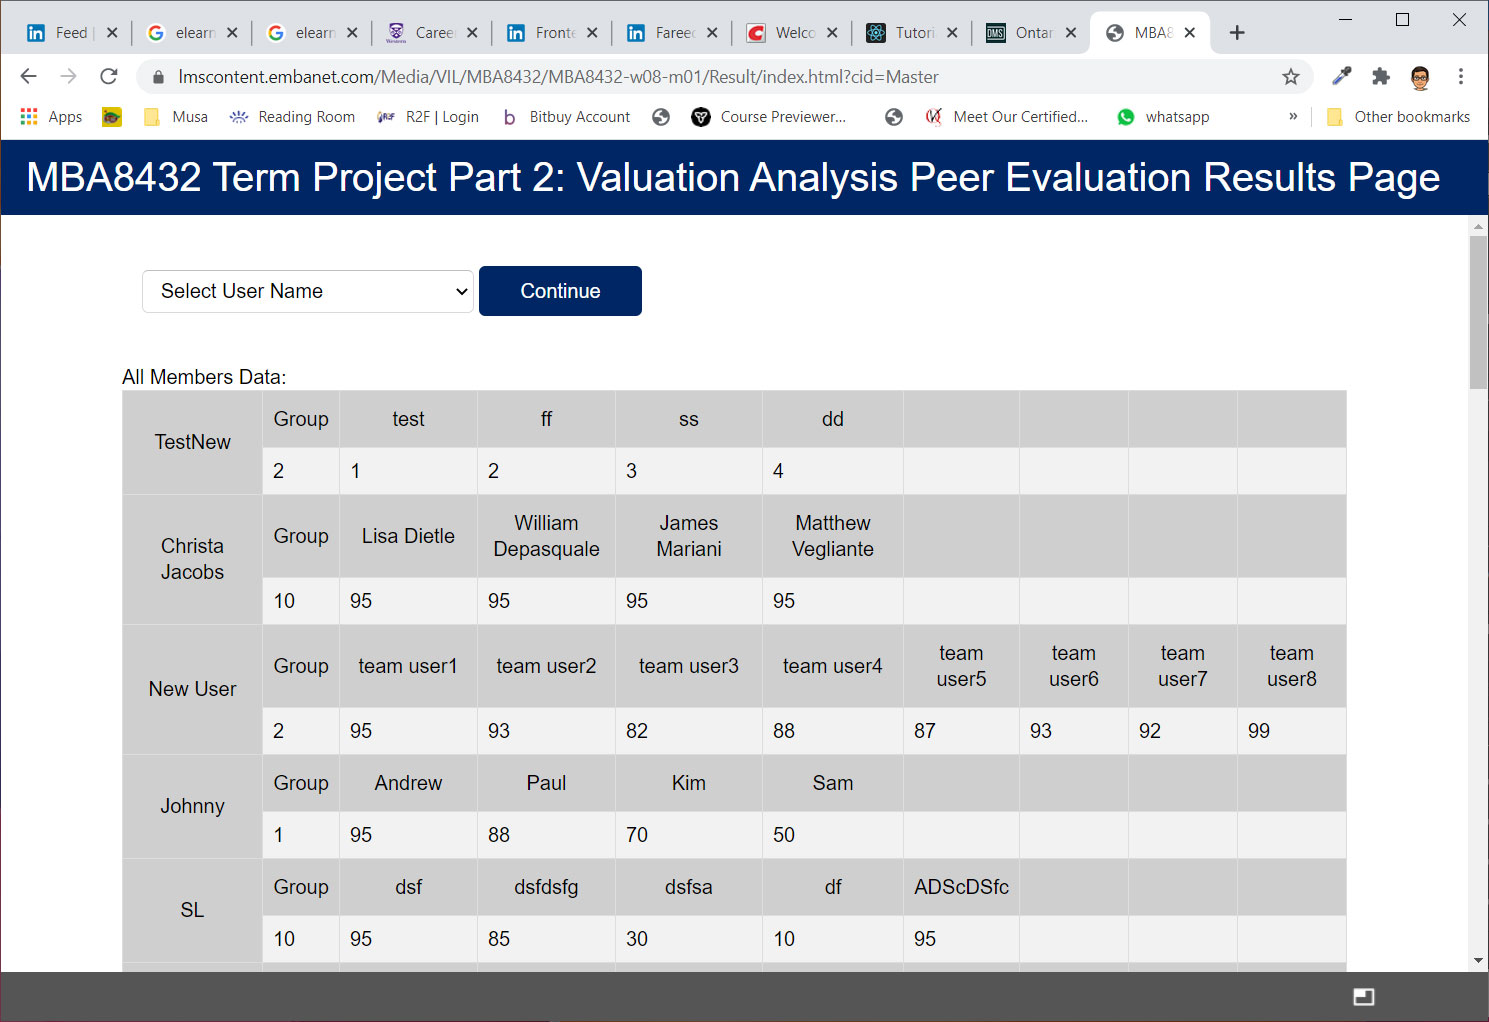 Feed
elearn
elearn
Career
Fronte
Fareed
Welco
Tutori
Ontar
MBA8
lmscontent.embanet.com/Media/VIL/MBA8432/MBA8432-w08-m01/Result/index.html?cid=Master
Apps Musa Reading Room R2F | Login Bitbuy Account Course Previewer... Meet Our Certified... whatsapp » Other bookmarks
MBA8432 Term Project Part 2: Valuation Analysis Peer Evaluation Results Page
Select User Name Continue
All Members Data:
TestNew
Group test ff ss dd
2 1 2 3 4
Christa Jacobs
Group Lisa Dietle William Depasquale James Mariani Matthew Vegliante
10 95 95 95 95
New User
Group team user1 team user2 team user3 team user4 team user5 team user6 team user7 team user8
2 95 93 82 88 87 93 92 99
Johnny
Group Andrew Paul Kim Sam
1 95 88 70 50
SL
Group dsf dsfdsfg dsfsa df ADScDSfc
10 95 85 30 10 95